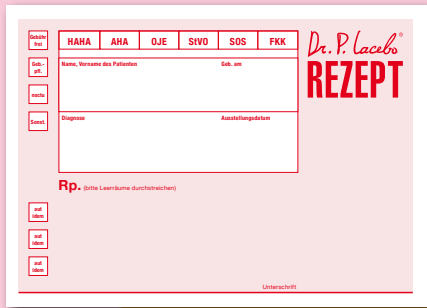 Gebühr
frei
HAHA AHA OJE StVO SOS FKK
Dr. P. Lacebo®
REZEPT
Geb.-
pfl.
Name, Vorname des Patienten Geb. am
noctu
Sonst.
Diagnose Ausstellungsdatum
Rp. (bitte Leerräume durchstreichen)
aut
idem
aut
idem
aut
idem
Unterschrift